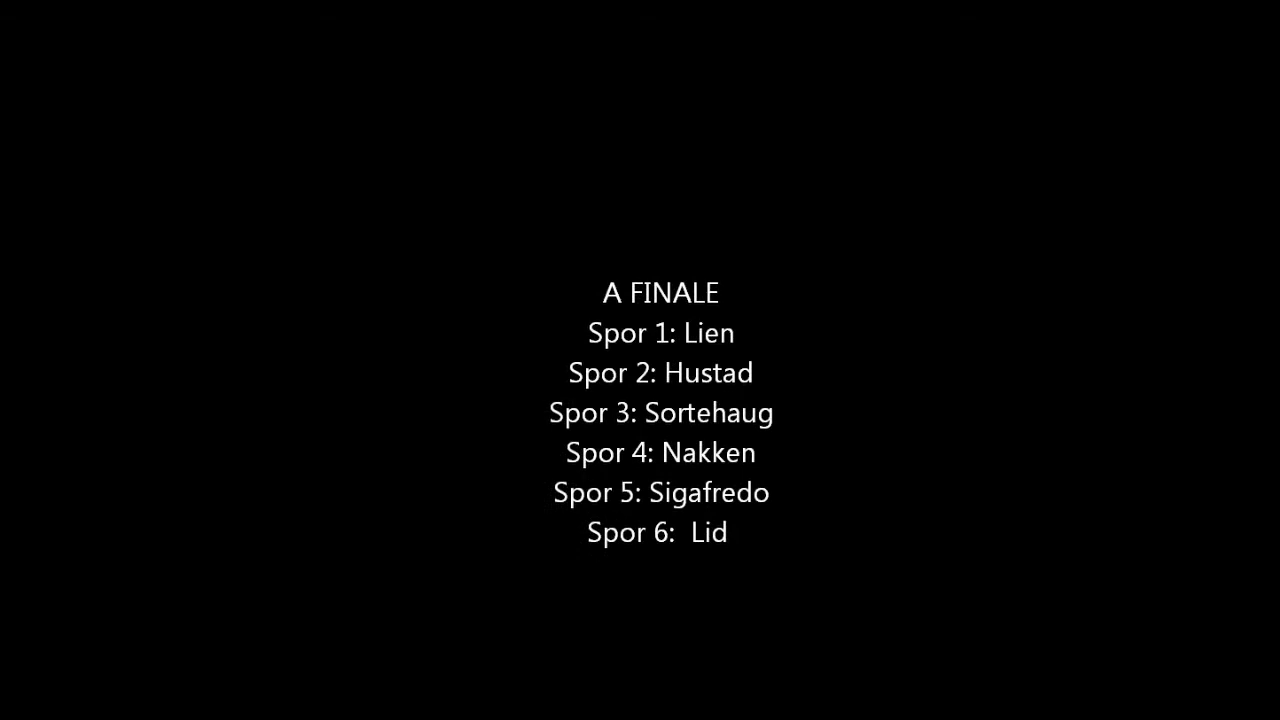 A FINALE
Spor 1: Lien
Spor 2: Hustad
Spor 3: Sortehaug
Spor 4: Nakken
Spor 5: Sigafredo
Spor 6:  Lid